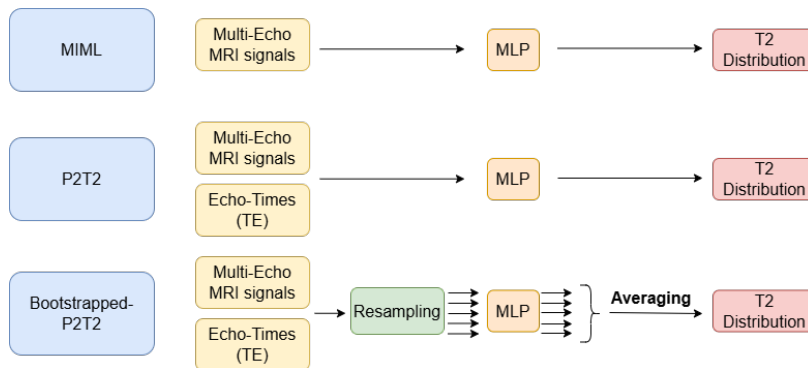 MIML
Multi-Echo
MRI signals
MLP
T2
Distribution
P2T2
Multi-Echo
MRI signals
Echo-Times
(TE)
MLP
T2
Distribution
Bootstrapped-
P2T2
Multi-Echo
MRI signals
Echo-Times
(TE)
Resampling
MLP
Averaging
T2
Distribution